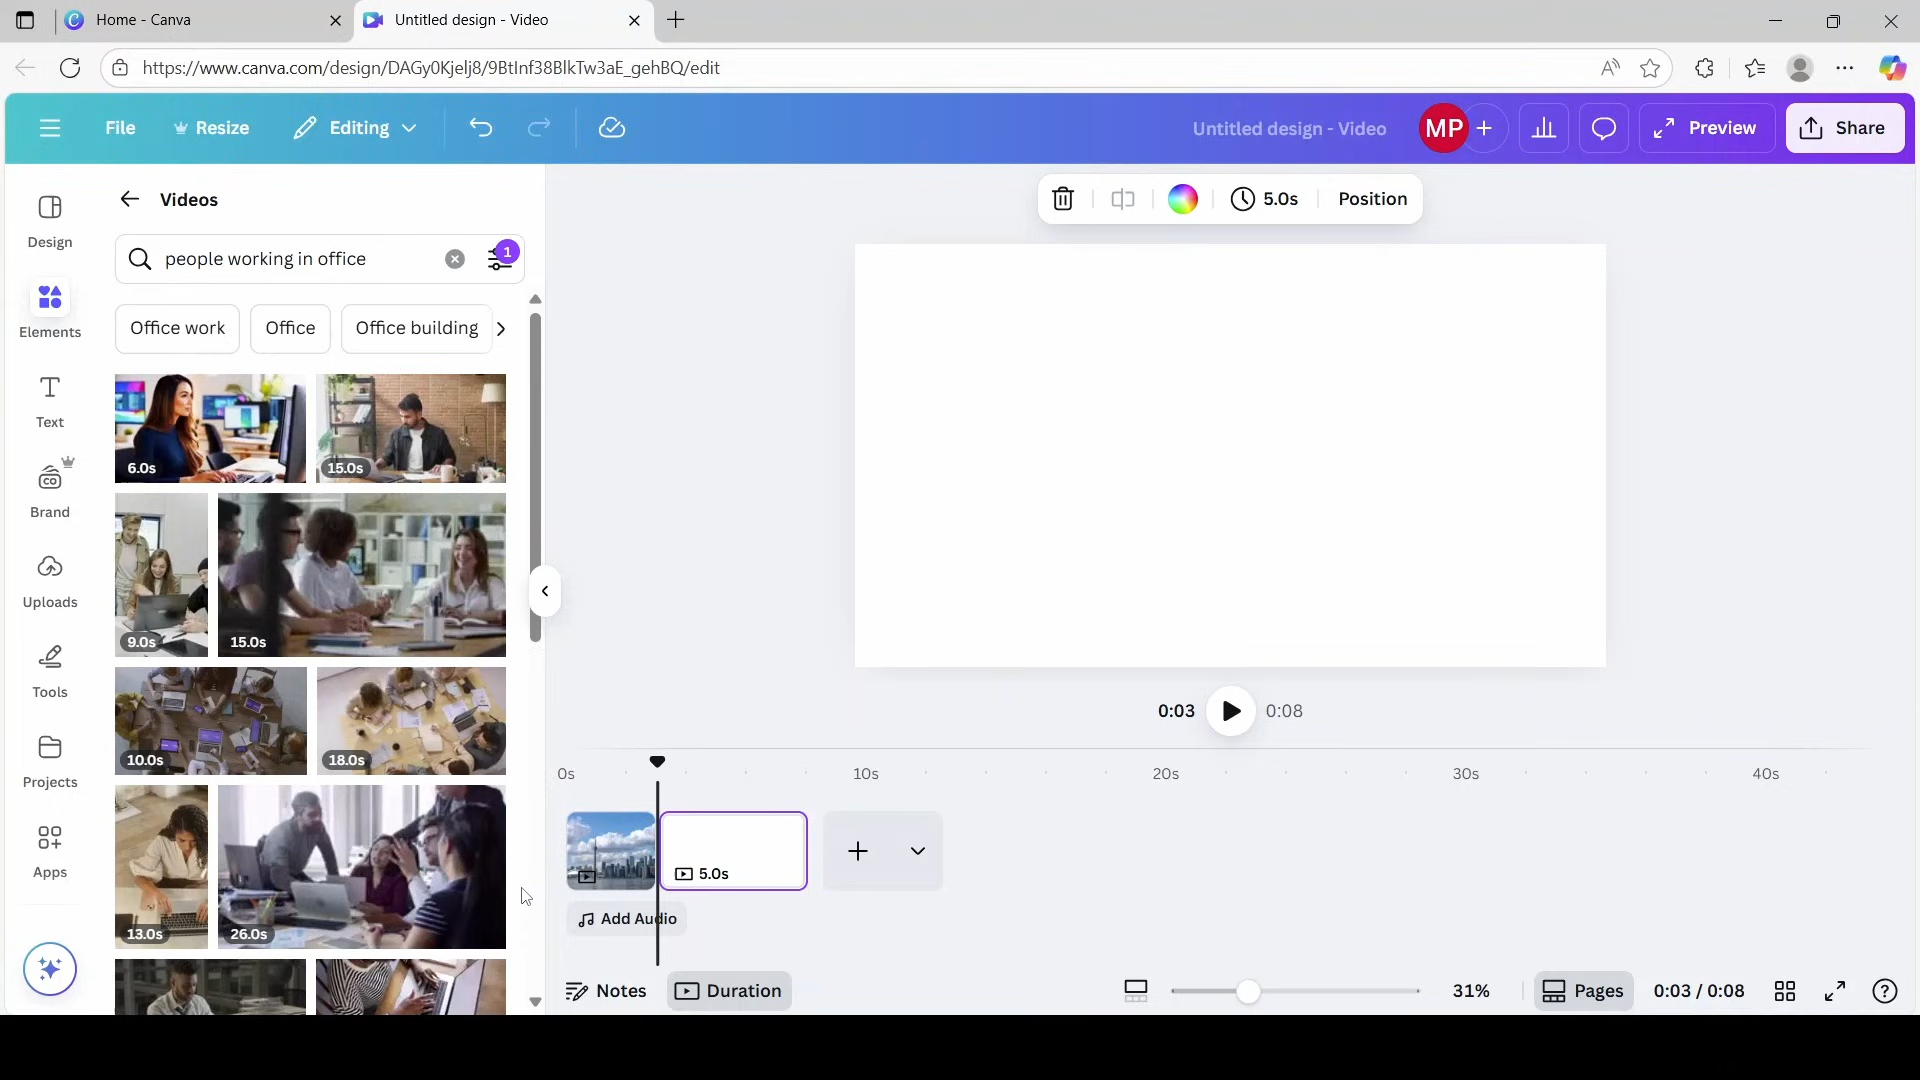 Home - Canva
Untitled design - Video
https://www.canva.com/design/DAGy0Kjelj8/9BtInf38BlkTw3aE_gehBQ/edit
File
Resize
Editing
Untitled design - Video
MP
Preview
Share
Design
Elements
Text
Brand
Uploads
Tools
Projects
Apps
Videos
people working in office
1
Office work
Office
Office building
6.0s
15.0s
9.0s
15.0s
10.0s
18.0s
13.0s
26.0s
5.0s
Position
0:03
0:08
0s
10s
20s
30s
40s
5.0s
Add Audio
Notes
Duration
31%
Pages
0:03 / 0:08